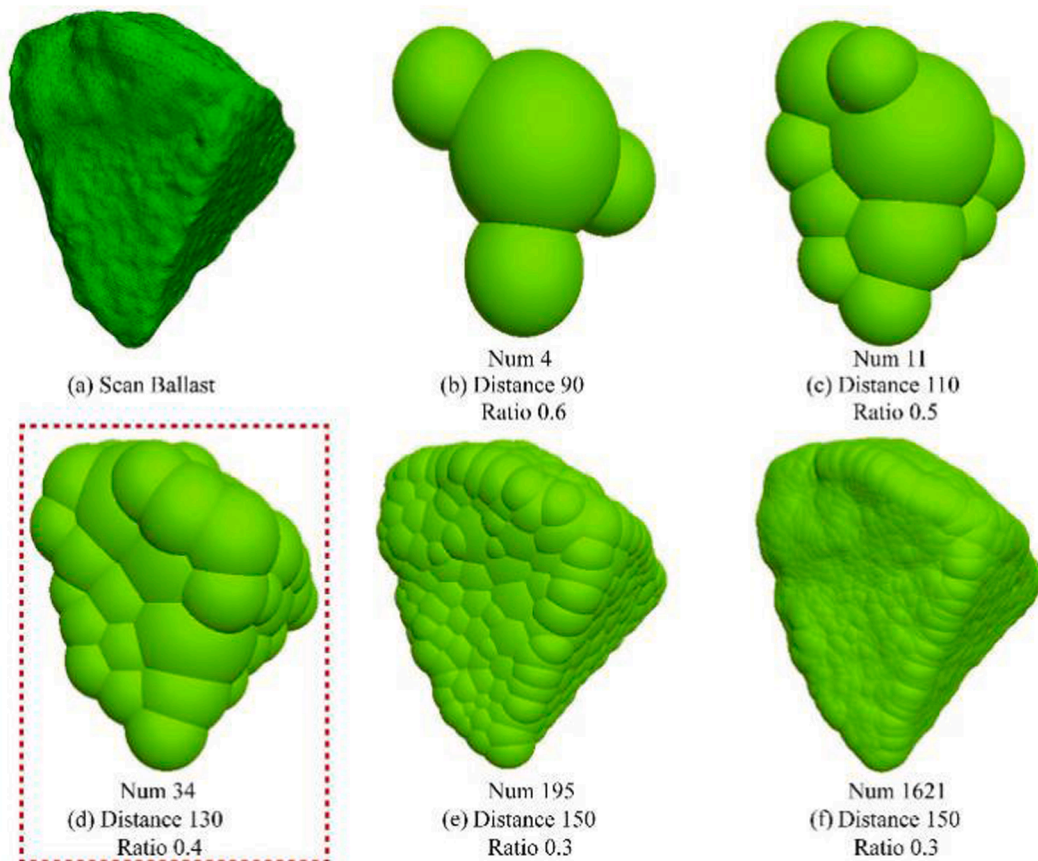 Num 4
Num 11
(a) Scan Ballast
(b) Distance 90
(c) Distance 110
Ratio 0.6
Ratio 0.5
Num 34
Num 195
Num 1621
(d) Distance 130
(e) Distance 150
(f) Distance 150
Ratio 0.4
Ratio 0.3
Ratio 0.3